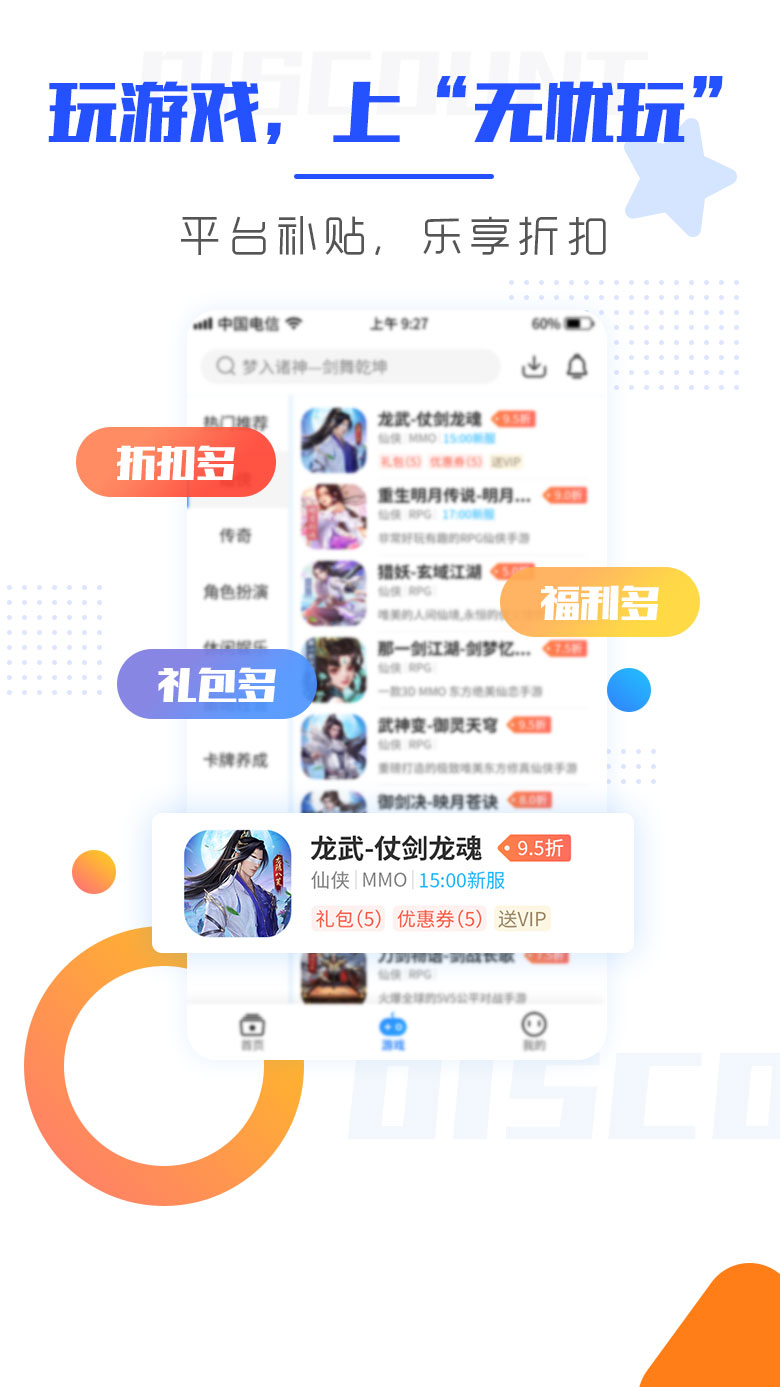 DISCOUNT
玩游戏，上“无忧玩”
平台补贴，乐享折扣
中国电信 上午 9:27 60%
梦入诸神—剑舞乾坤
热门推荐
龙武-仗剑龙魂 9.5折
仙侠 MMO 15:00新服
礼包(5) 优惠券(5) 送VIP
折扣多
重生明月传说-明月... 9.0折
仙侠 RPG 17:00新服
非常好玩有趣的RPG仙侠手游
传奇
猎妖-玄域江湖
仙侠 RPG
唯美的人间仙境,永恒的
角色扮演
福利多
休闲娱乐
那一剑江湖-剑梦忆... 7.5折
仙侠 RPG
一款3D MMO 东方绝美仙恋手游
礼包多
武神变-御灵天穹 9.5折
仙侠 RPG
重磅打造的极致唯美东方修真仙侠手游
卡牌养成
御剑决-映月苍诀 8.0折
龙武-仗剑龙魂 9.5折
仙侠 MMO 15:00新服
礼包(5) 优惠券(5) 送VIP
刀剑物语-剑战长歌 7.5折
仙侠 RPG
火爆全球的5V5公平对战手游
首页 游戏 我的
DISCO